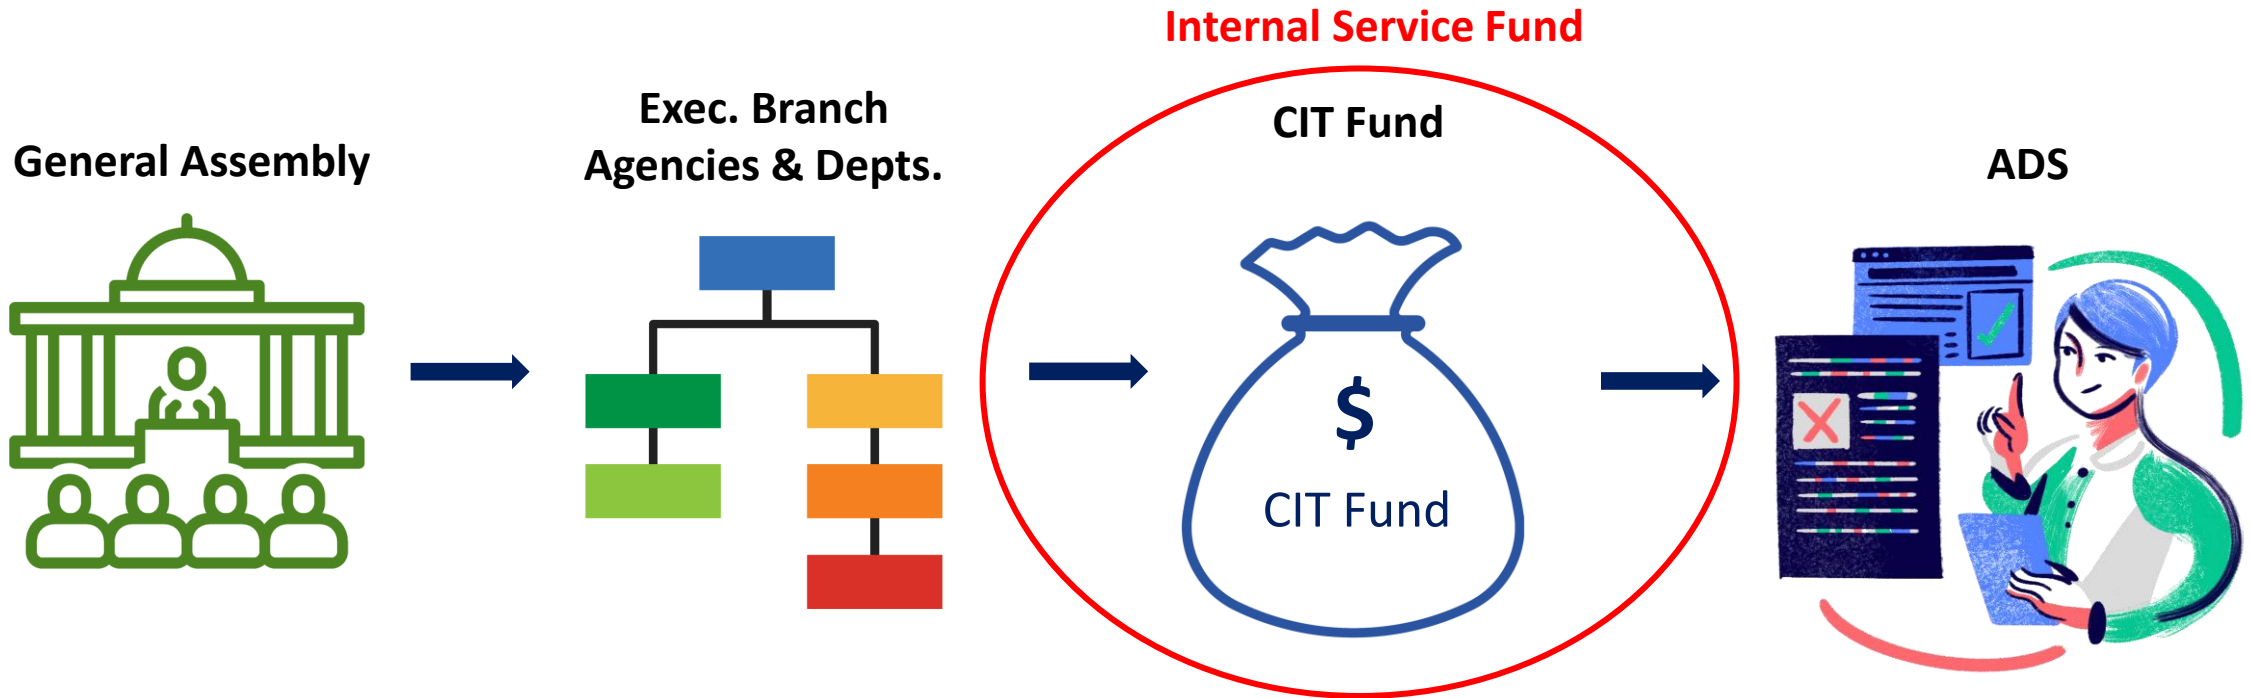 Internal Service Fund
General Assembly
Exec. Branch
Agencies & Depts.
CIT Fund
ADS
$
CIT Fund